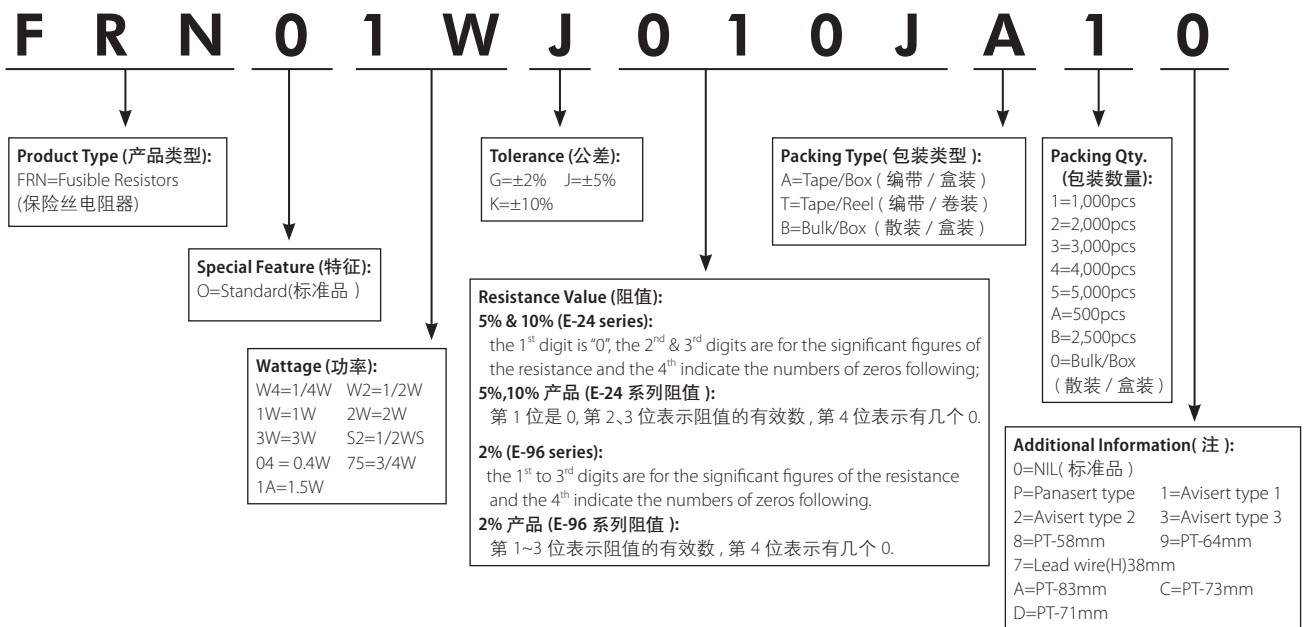 F R N 0 1 W J 0 1 0 J A 1 0
Product Type (产品类型):
FRN=Fusible Resistors
(保险丝电阻器)
Special Feature (特征):
O=Standard(标准品 )
Wattage (功率):
W4=1/4W W2=1/2W
1W=1W 2W=2W
3W=3W S2=1/2WS
04 = 0.4W 75=3/4W
1A=1.5W
Tolerance (公差):
G=±2% J=±5%
K=±10%
Resistance Value (阻值):
5% & 10% (E-24 series):
the 1st digit is "0", the 2nd & 3rd digits are for the significant figures of
the resistance and the 4th indicate the numbers of zeros following;
5%,10% 产品 (E-24 系列阻值 ):
第 1 位是 0, 第 2、3 位表示阻值的有效数 , 第 4 位表示有几个 0.
2% (E-96 series):
the 1st to 3rd digits are for the significant figures of the resistance
and the 4th indicate the numbers of zeros following.
2% 产品 (E-96 系列阻值 ):
第 1~3 位表示阻值的有效数 , 第 4 位表示有几个 0.
Packing Type( 包装类型 ):
A=Tape/Box ( 编带 / 盒装 )
T=Tape/Reel ( 编带 / 卷装 )
B=Bulk/Box ( 散装 / 盒装 )
Packing Qty.
(包装数量):
1=1,000pcs
2=2,000pcs
3=3,000pcs
4=4,000pcs
5=5,000pcs
A=500pcs
B=2,500pcs
0=Bulk/Box
( 散装 / 盒装 )
Additional Information( 注 ):
0=NIL( 标准品 )
P=Panasert type 1=Avisert type 1
2=Avisert type 2 3=Avisert type 3
8=PT-58mm 9=PT-64mm
7=Lead wire(H)38mm
A=PT-83mm C=PT-73mm
D=PT-71mm